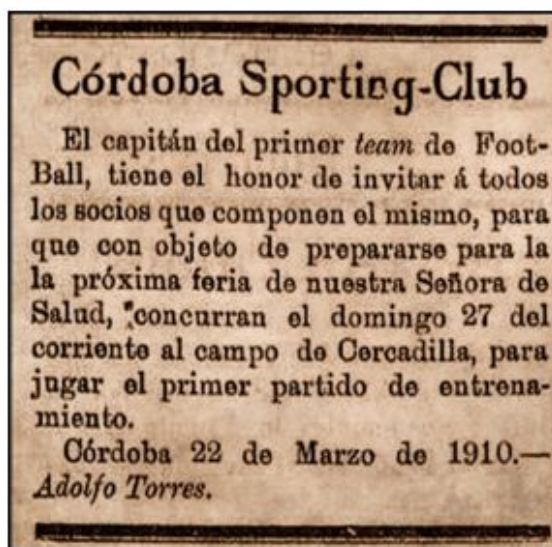 Córdoba Sporting-Club
El capitán del primer team de Foot-
Ball, tiene el honor de invitar á todos
los socios que componen el mismo, para
que con objeto de prepararse para la
la próxima feria de nuestra Señora de
Salud, concurran el domingo 27 del
corriente al campo de Cercadilla, para
jugar el primer partido de entrena-
miento.
Córdoba 22 de Marzo de 1910.—
Adolfo Torres.